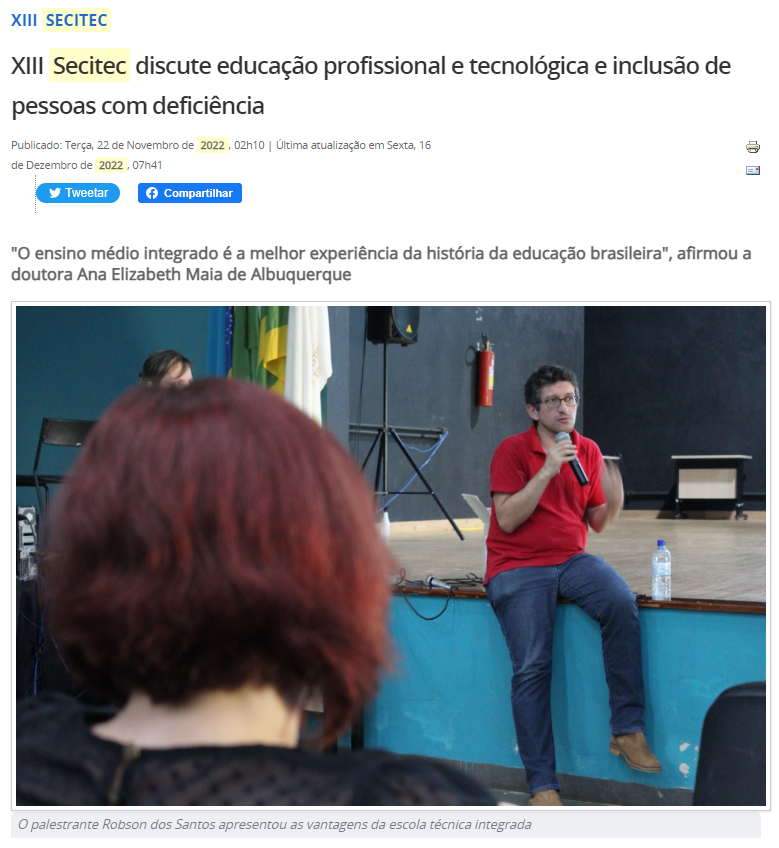 XIII SECITEC
XIII Secitec discute educação profissional e tecnológica e inclusão de
pessoas com deficiência
Publicado: Terça, 22 de Novembro de 2022 , 02h10 | Última atualização em Sexta, 16
de Dezembro de 2022 , 07h41
Tweetar Compartilhar
"O ensino médio integrado é a melhor experiência da história da educação brasileira", afirmou a
doutora Ana Elizabeth Maia de Albuquerque
O palestrante Robson dos Santos apresentou as vantagens da escola técnica integrada